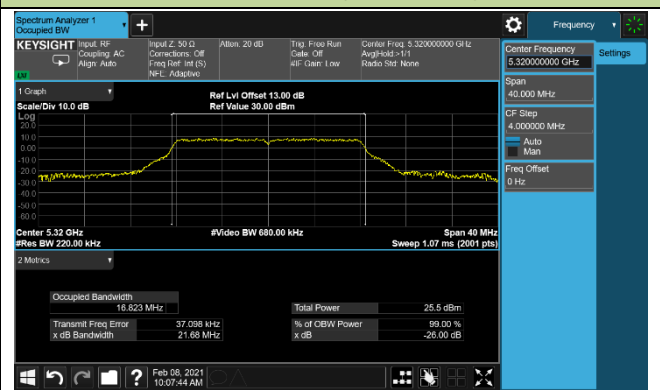 Spectrum Analyzer 1
Occupied BW
Frequency
KEYSIGHT
Input: RF
Coupling: AC
Align: Auto
Input Z: 50 Ω
Corrections: Off
Freq Ref: Int (S)
NFE: Adaptive
Atten: 20 dB
Trig: Free Run
Gate: Off
#IF Gain: Low
Center Freq: 5.320000000 GHz
Avg|Hold:>1/1
Radio Std: None
LXI
1 Graph
Scale/Div 10.0 dB
Ref Lvl Offset 13.00 dB
Ref Value 30.00 dBm
Log
20.0
10.0
0.00
-10.0
-20.0
-30.0
-40.0
-50.0
-60.0
Center 5.32 GHz
#Video BW 680.00 kHz
Span 40 MHz
#Res BW 220.00 kHz
Sweep 1.07 ms (2001 pts)
2 Metrics
Occupied Bandwidth
16.823 MHz
Total Power
25.5 dBm
Transmit Freq Error
37.098 kHz
% of OBW Power
99.00 %
x dB Bandwidth
21.68 MHz
x dB
-26.00 dB
Feb 08, 2021
10:07:44 AM
Center Frequency
5.320000000 GHz
Settings
Span
40.000 MHz
CF Step
4.000000 MHz
Auto
Man
Freq Offset
0 Hz